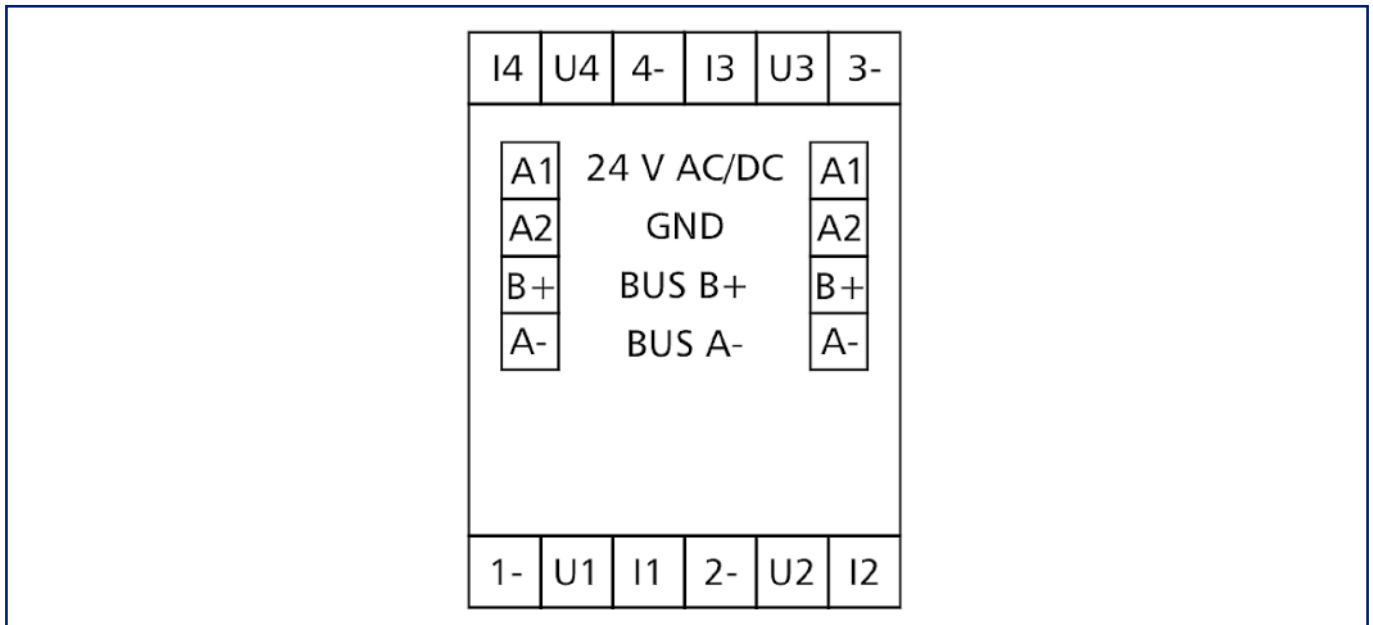 I4 U4 4- I3 U3 3-
A1 24 V AC/DC A1
A2 GND A2
B+ BUS B+ B+
A- BUS A- A-
1- U1 I1 2- U2 I2